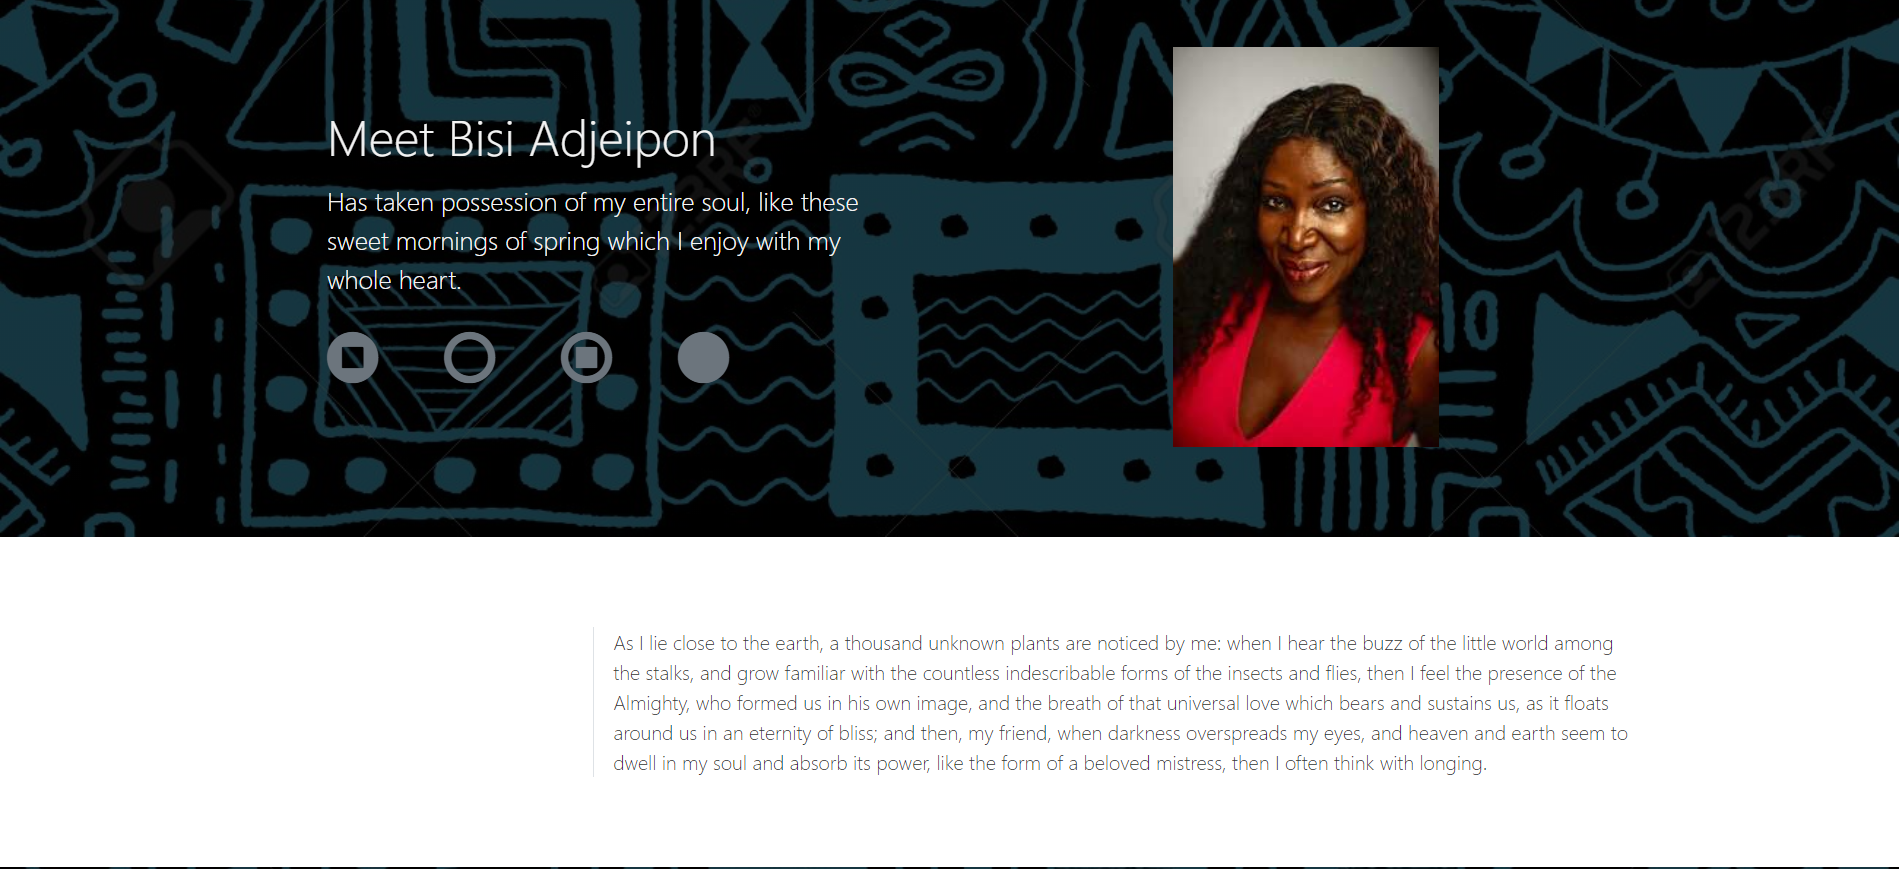 Meet Bisi Adjeipon
Has taken possession of my entire soul, like these
sweet mornings of spring which I enjoy with my
whole heart.
As I lie close to the earth, a thousand unknown plants are noticed by me: when I hear the buzz of the little world among
the stalks, and grow familiar with the countless indescribable forms of the insects and flies, then I feel the presence of the
Almighty, who formed us in his own image, and the breath of that universal love which bears and sustains us, as it floats
around us in an eternity of bliss; and then, my friend, when darkness overspreads my eyes, and heaven and earth seem to
dwell in my soul and absorb its power, like the form of a beloved mistress, then I often think with longing.